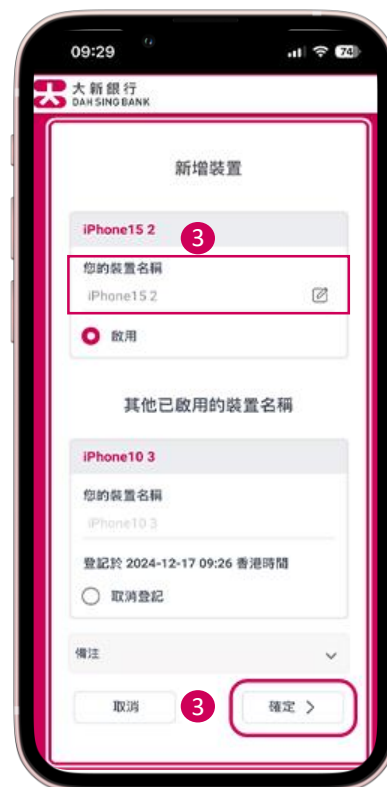 09:29
74
大新銀行
DAH SING BANK
新增裝置
iPhone15 2
3
您的裝置名稱
iPhone15 2
啟用
其他已啟用的裝置名稱
iPhone10 3
您的裝置名稱
iPhone10 3
登記於 2024-12-17 09:26 香港時間
取消登記
備注
取消
3
確定